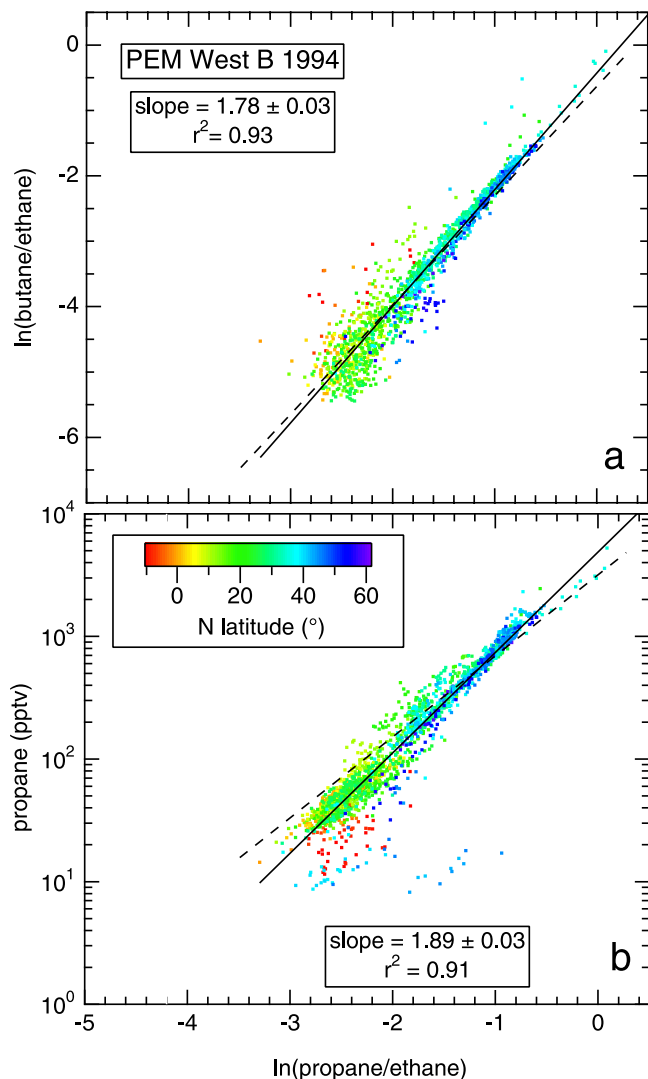 0
PEM West B 1994
slope = 1.78 ± 0.03
r² = 0.93
-2
ln(butane/ethane)
-4
-6
a
10⁴
0 20 40 60
N latitude (°)
10³
propane (pptv)
10²
10¹
slope = 1.89 ± 0.03
r² = 0.91
b
10⁰
-5 -4 -3 -2 -1 0
ln(propane/ethane)